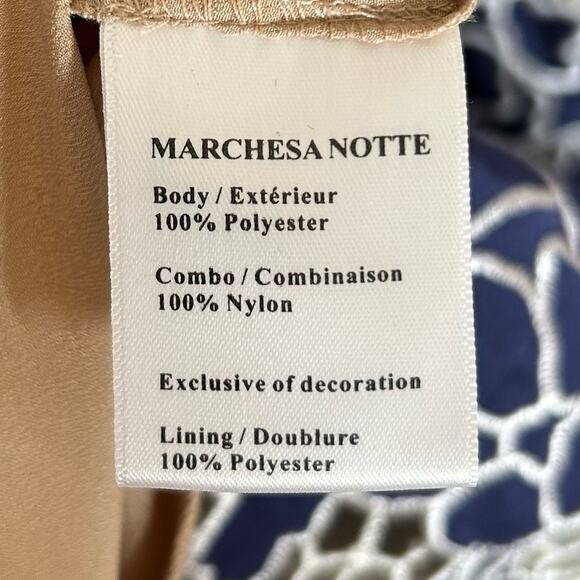 MARCHESA NOTTE
Body / Extérieur
100% Polyester
Combo / Combinaison
100% Nylon
Exclusive of decoration
Lining / Doublure
100% Polyester